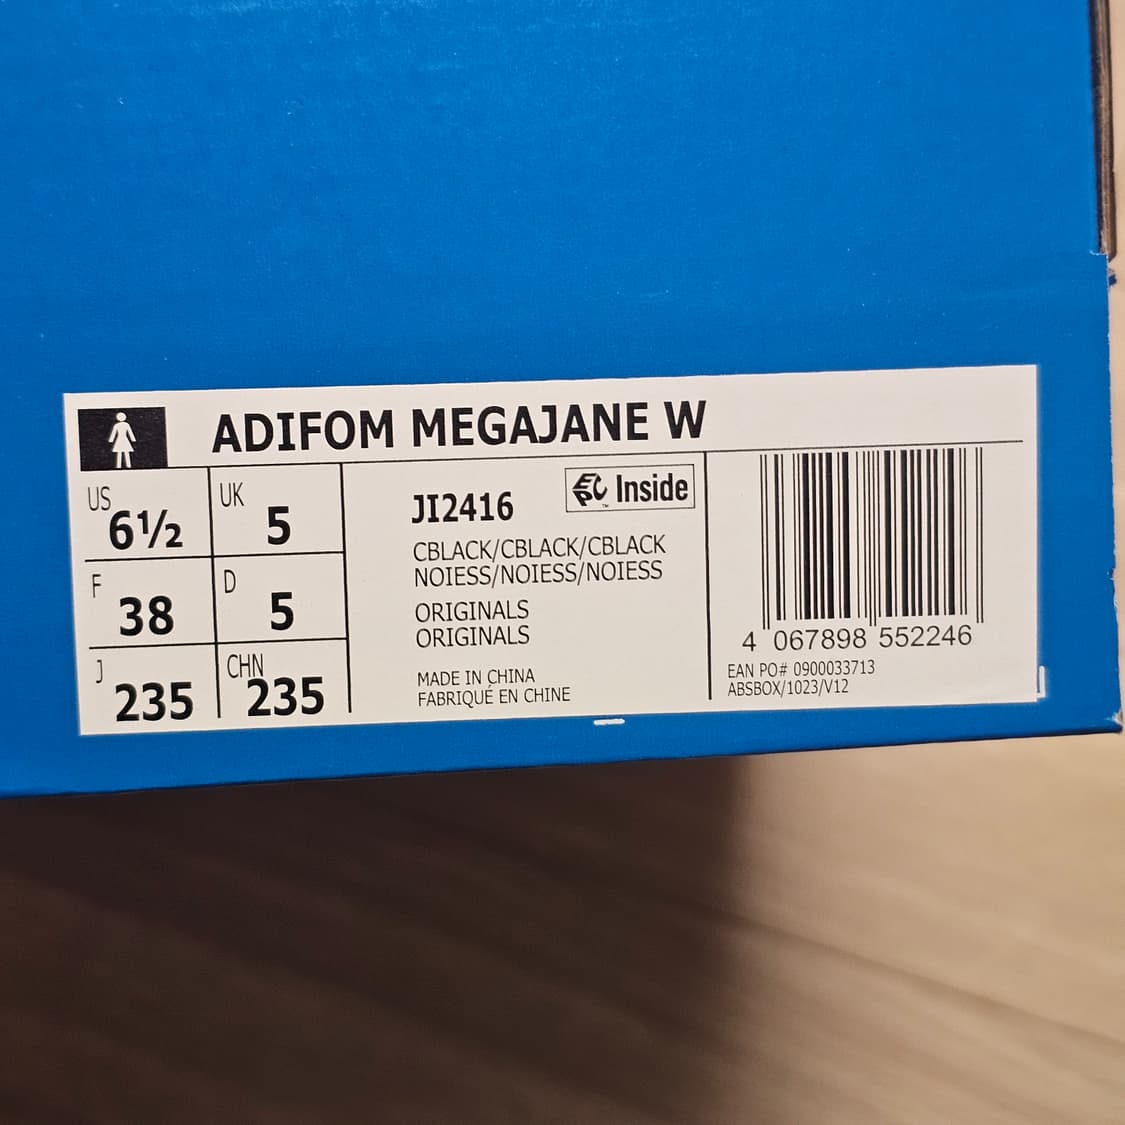 ADIFOM MEGAJANE W
US
6½
UK
5
F
38
D
5
J
235
CHN
235
JI2416
Inside
CBLACK/CBLACK/CBLACK
NOIESS/NOIESS/NOIESS
ORIGINALS
ORIGINALS
MADE IN CHINA
FABRIQUÉ EN CHINE
4 067898 552246
EAN PO# 0900033713
ABSBOX/1023/V12